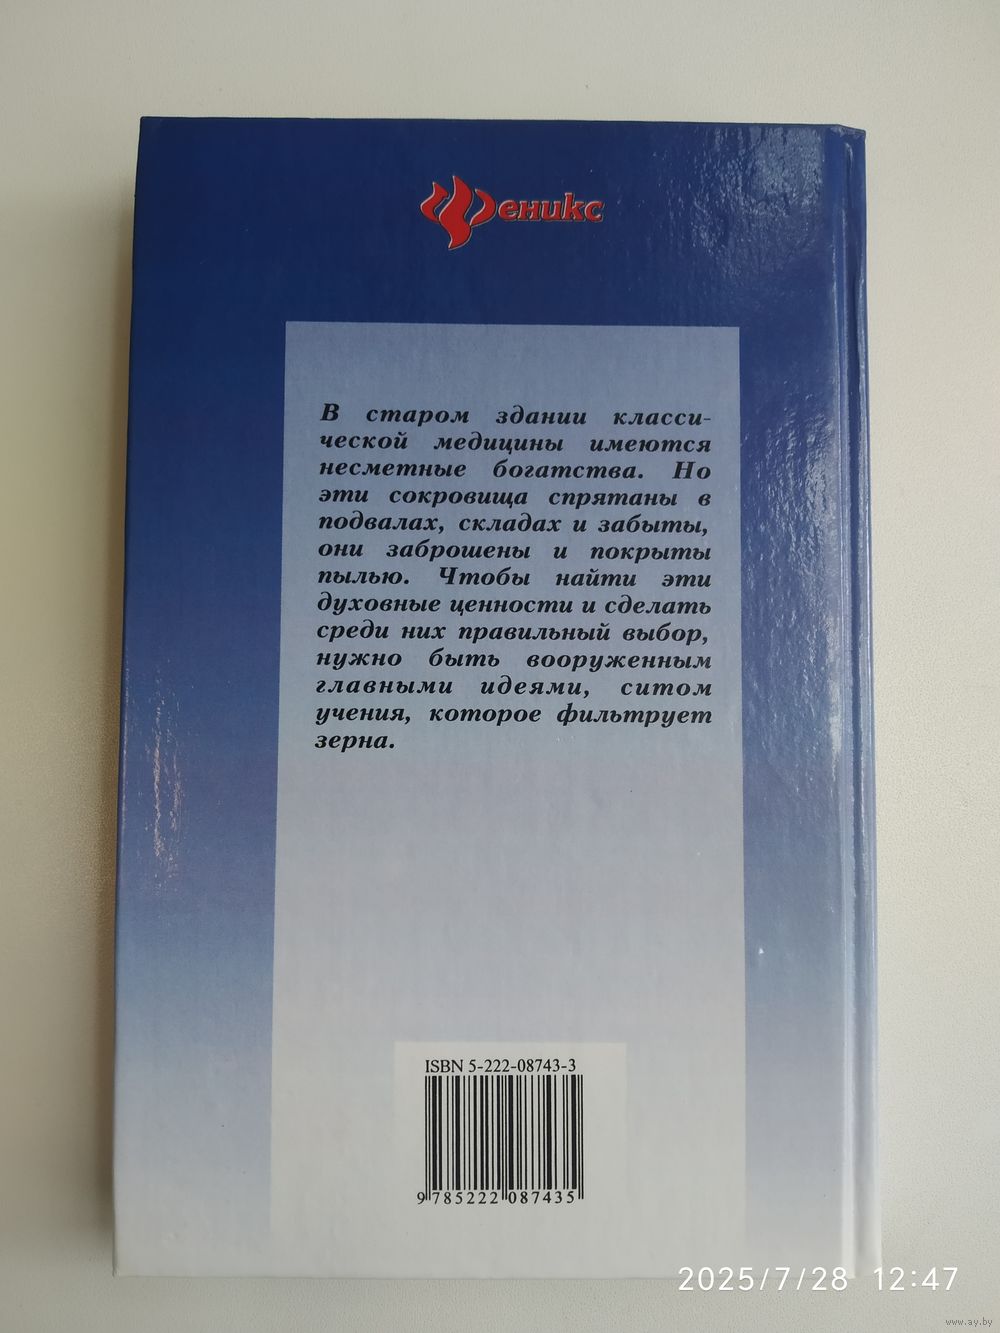 Феникс
В старом здании класси-
ческой медицины имеются
несметные богатства. Но
эти сокровища спрятаны в
подвалах, складах и забыты,
они заброшены и покрыты
пылью. Чтобы найти эти
духовные ценности и сделать
среди них правильный выбор,
нужно быть вооруженным
главными идеями, ситом
учения, которое фильтрует
зерна.
ISBN 5-222-08743-3
9 785222 087435
2025/7/28 12:47
www.ay.by